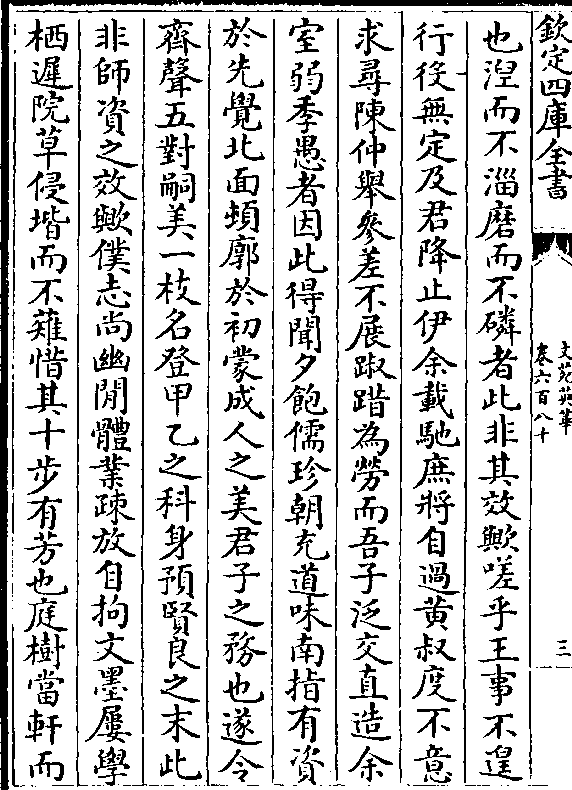 欽定四庫全書
文苑英華
卷六百八十
三
也涅而不淄磨而不磷者此非其效歟嗟乎王事不遑
行役無定及君降止伊余載馳庶將自過黃叔度不意
求尋陳仲舉參差不展踧踖為勞而吾子泛交直造余
室弱季愚者因此得聞夕飽儒珍朝充道味南指有資
於先覺北面頓廓於初蒙成人之美君子之務也遂令
齊聲五對嗣美一枝名登甲乙之科身預賢良之末此
非師資之效歟僕志尚幽閒體業疎放自拘文墨屢學
栖遲院草侵堦而不薙惜其十步有芳也庭樹當軒而